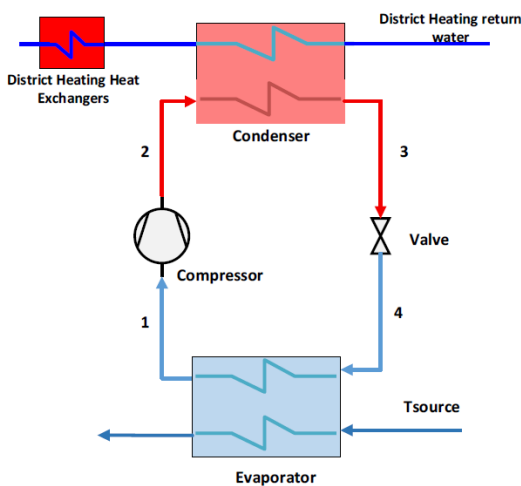 District Heating return
water
District Heating Heat
Exchangers
Condenser
2
3
Valve
Compressor
1
4
Tsource
Evaporator